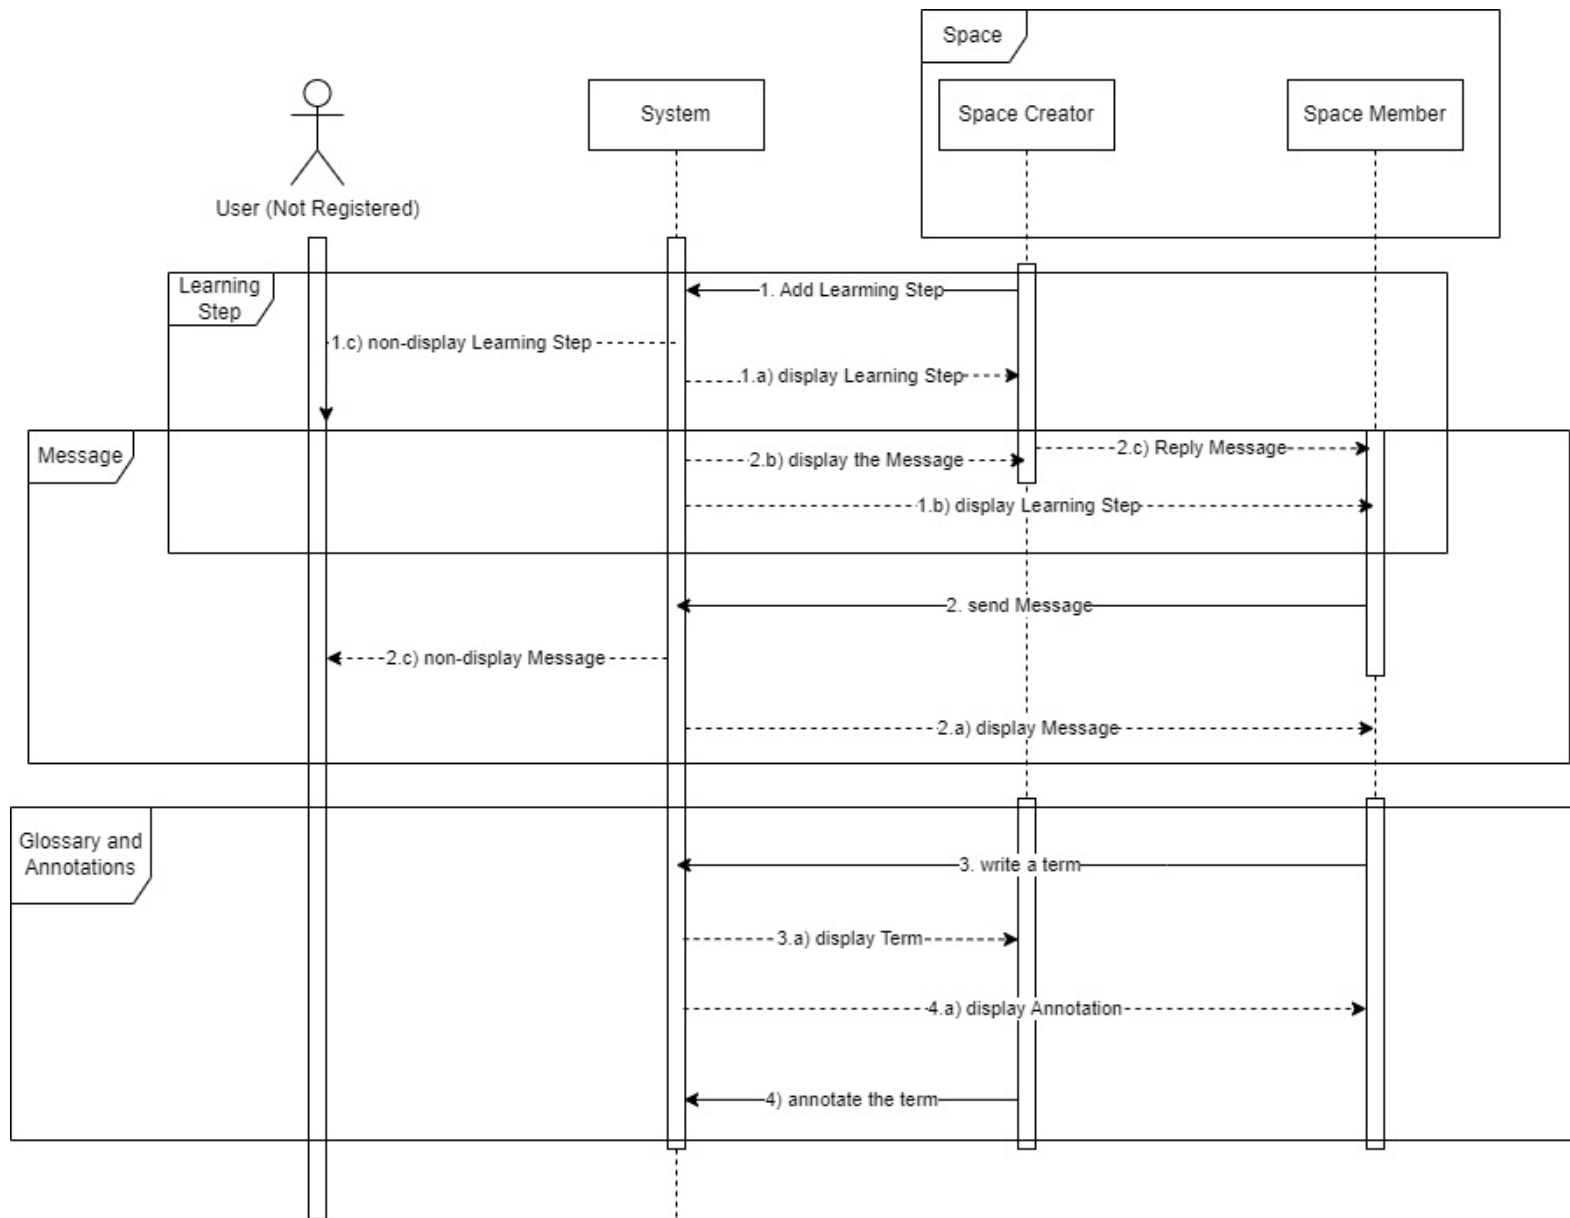 Space
System
Space Creator
Space Member
User (Not Registered)
Learning
Step
1. Add Learming Step
1.c) non-display Learning Step
1.a) display Learning Step
Message
2.c) Reply Message
2.b) display the Message
1.b) display Learning Step
2. send Message
2.c) non-display Message
2.a) display Message
Glossary and
Annotations
3. write a term
3.a) display Term
4.a) display Annotation
4) annotate the term